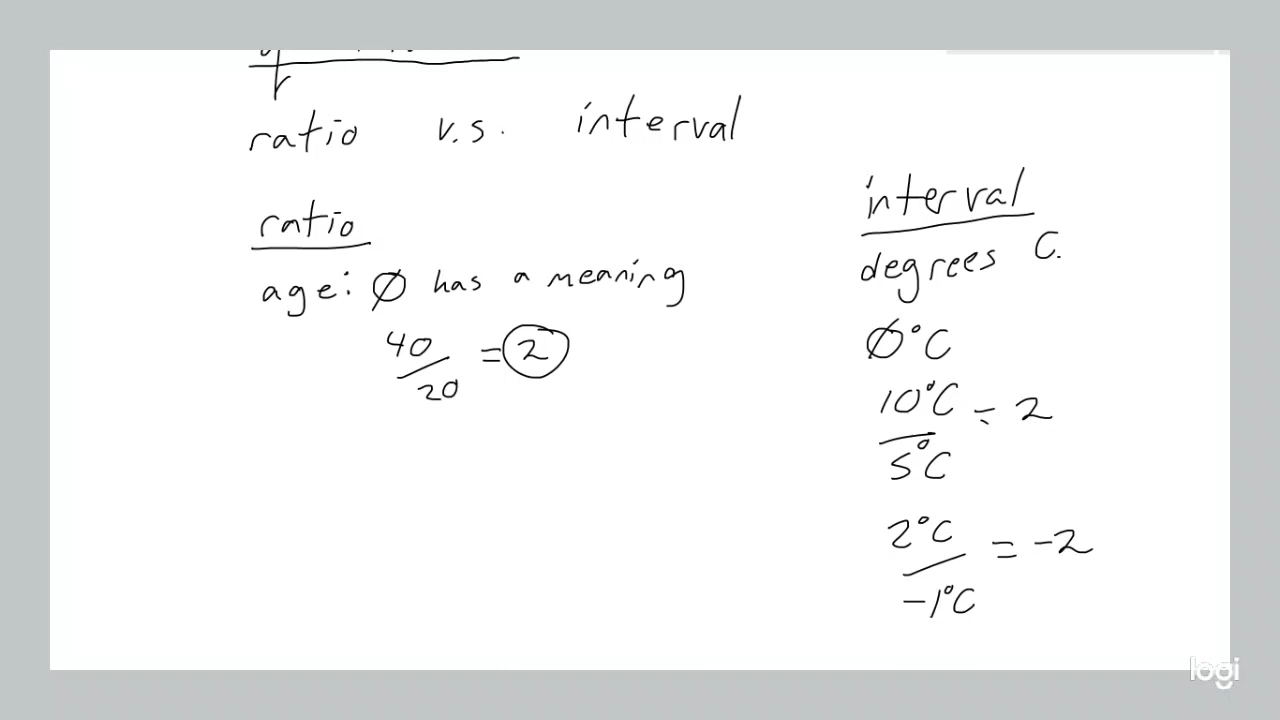 ratio v.s. interval
ratio
age: Ø has a meaning
40
/20 = 2
interval
degrees C.
Ø°C
10°C
5°C = 2
2°C
-1°C = -2
logi